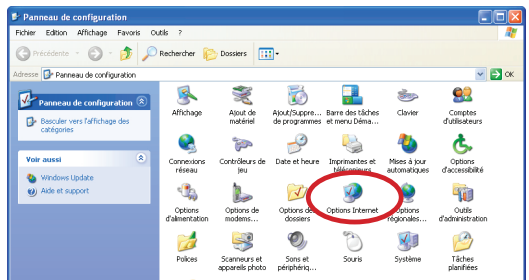 Panneau de configuration
Fichier Edition Affichage Favoris Outils ?
Précédente Rechercher Dossiers
Adresse Panneau de configuration OK
Panneau de configuration
Basculer vers l'affichage des
catégories
Voir aussi
Windows Update
Aide et support
Affichage
Ajout de
matériel
Ajout/Suppre...
de programmes
Barre des tâches
et menu Déma...
Clavier
Comptes
d'utilisateurs
Connexions
réseau
Contrôleurs de
jeu
Date et heure
Imprimantes et
télécopieurs
Mises à jour
automatiques
Options
d'accessibilité
Options
d'alimentation
Options de
modems...
Options des
dossiers
Options Internet
Options
régionales...
Outils
d'administration
Polices
Scanneurs et
appareils photo
Sons et
périphériq...
Souris
Système
Tâches
planifiées